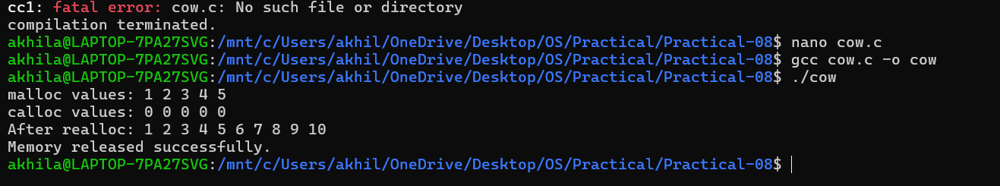 cc1: fatal error: cow.c: No such file or directory
compilation terminated.
akhila@LAPTOP-7PA27SVG:/mnt/c/Users/akhil/OneDrive/Desktop/OS/Practical/Practical-08$ nano cow.c
akhila@LAPTOP-7PA27SVG:/mnt/c/Users/akhil/OneDrive/Desktop/OS/Practical/Practical-08$ gcc cow.c -o cow
akhila@LAPTOP-7PA27SVG:/mnt/c/Users/akhil/OneDrive/Desktop/OS/Practical/Practical-08$ ./cow
malloc values: 1 2 3 4 5
calloc values: 0 0 0 0 0
After realloc: 1 2 3 4 5 6 7 8 9 10
Memory released successfully.
akhila@LAPTOP-7PA27SVG:/mnt/c/Users/akhil/OneDrive/Desktop/OS/Practical/Practical-08$